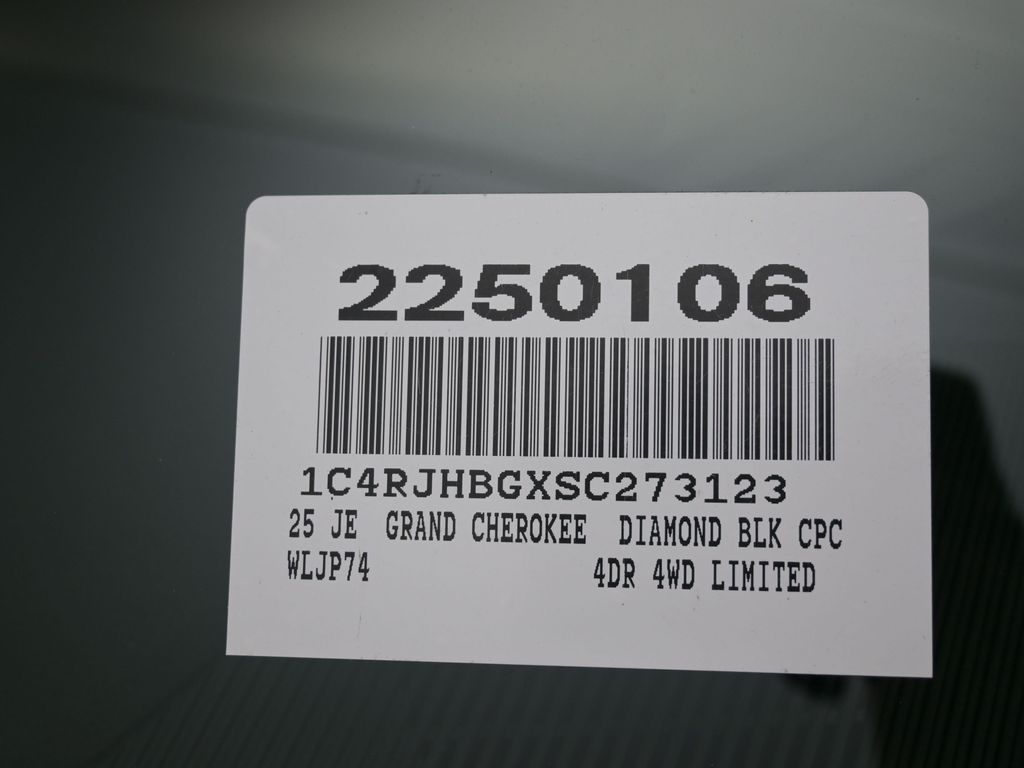 2250106
1C4RJHBGXSC273123
25 JE GRAND CHEROKEE DIAMOND BLK CPC
WLJP74 4DR 4WD LIMITED